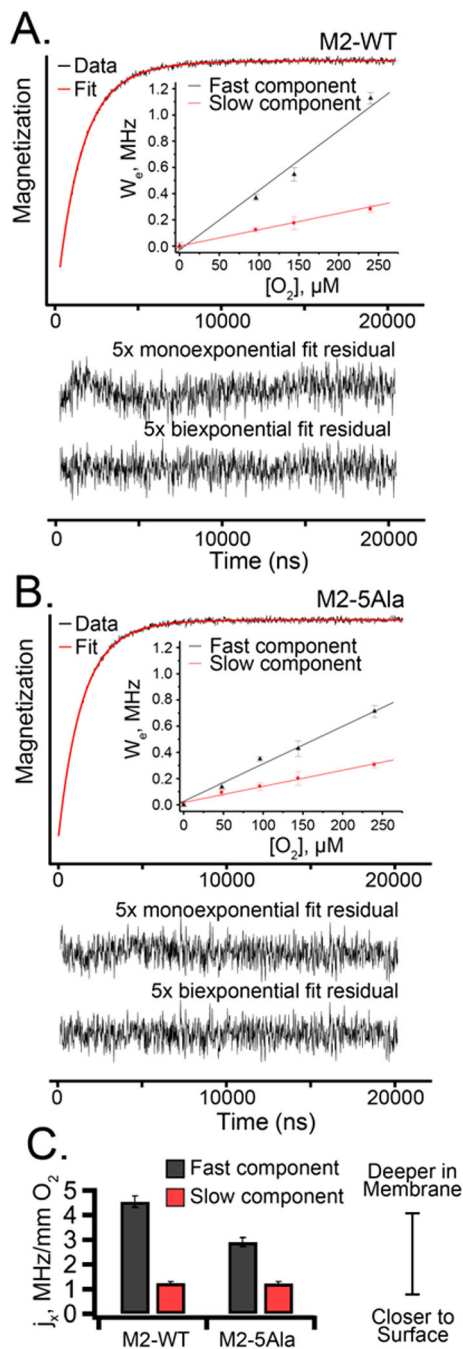 A.
M2-WT
Data
Fit
Fast component
Slow component
Magnetization
We, MHz
1.2
1.0
0.8
0.6
0.4
0.2
0.0
0 50 100 150 200 250
[O2], µM
0 10000 20000
5x monoexponential fit residual
5x biexponential fit residual
0 10000 20000
Time (ns)
B.
M2-5Ala
Data
Fit
Fast component
Slow component
Magnetization
We, MHz
1.2
1.0
0.8
0.6
0.4
0.2
0.0
0 50 100 150 200 250
[O2], µM
0 10000 20000
5x monoexponential fit residual
5x biexponential fit residual
0 10000 20000
Time (ns)
C.
Fast component
Slow component
Deeper in
Membrane
jx, MHz/mm O2
5
4
3
2
1
0
M2-WT M2-5Ala
Closer to
Surface